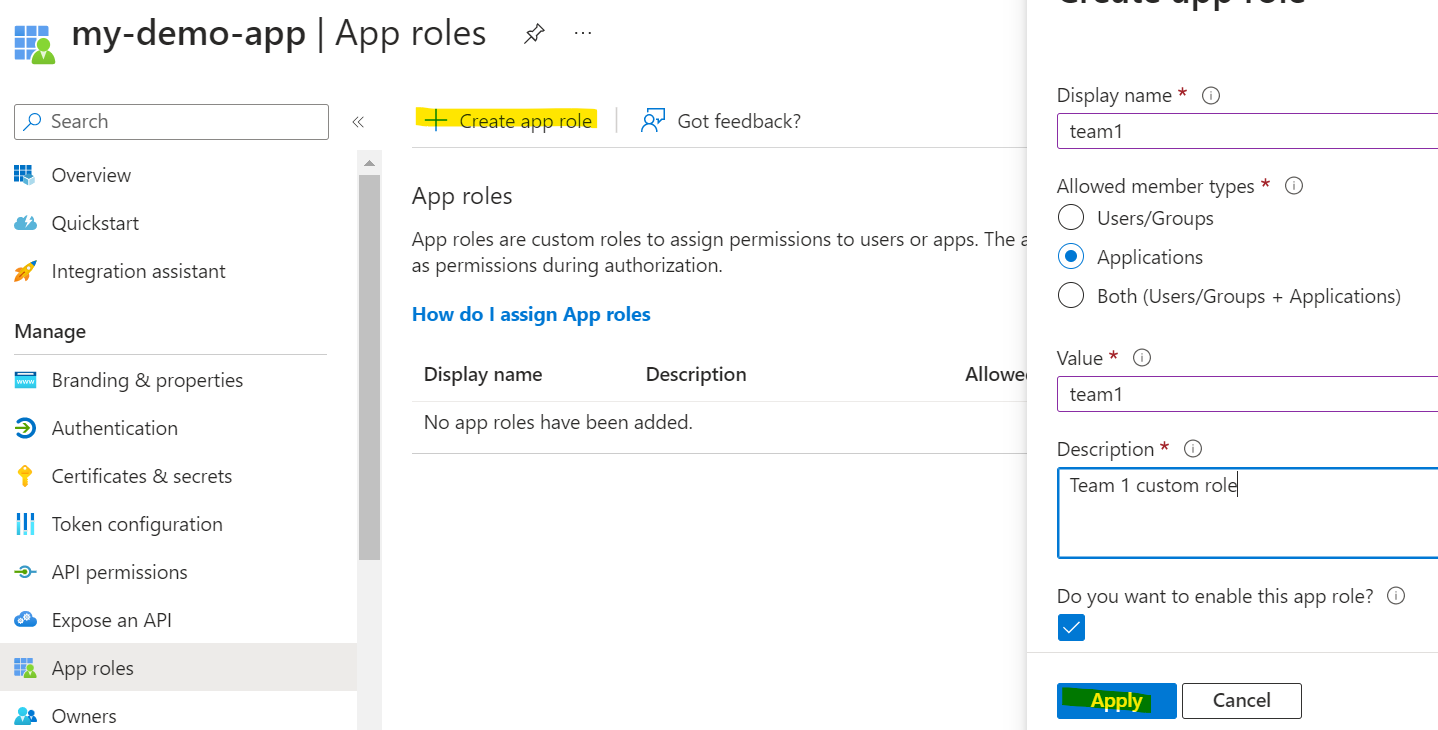 my-demo-app | App roles
Search
Overview
Quickstart
Integration assistant
Manage
Branding & properties
Authentication
Certificates & secrets
Token configuration
API permissions
Expose an API
App roles
Owners
Create app role
Got feedback?
App roles
App roles are custom roles to assign permissions to users or apps. The a
as permissions during authorization.
How do I assign App roles
Display name Description Allowe
No app roles have been added.
Create app role
Display name *
team1
Allowed member types *
Users/Groups
Applications
Both (Users/Groups + Applications)
Value *
team1
Description *
Team 1 custom role
Do you want to enable this app role?
Apply Cancel